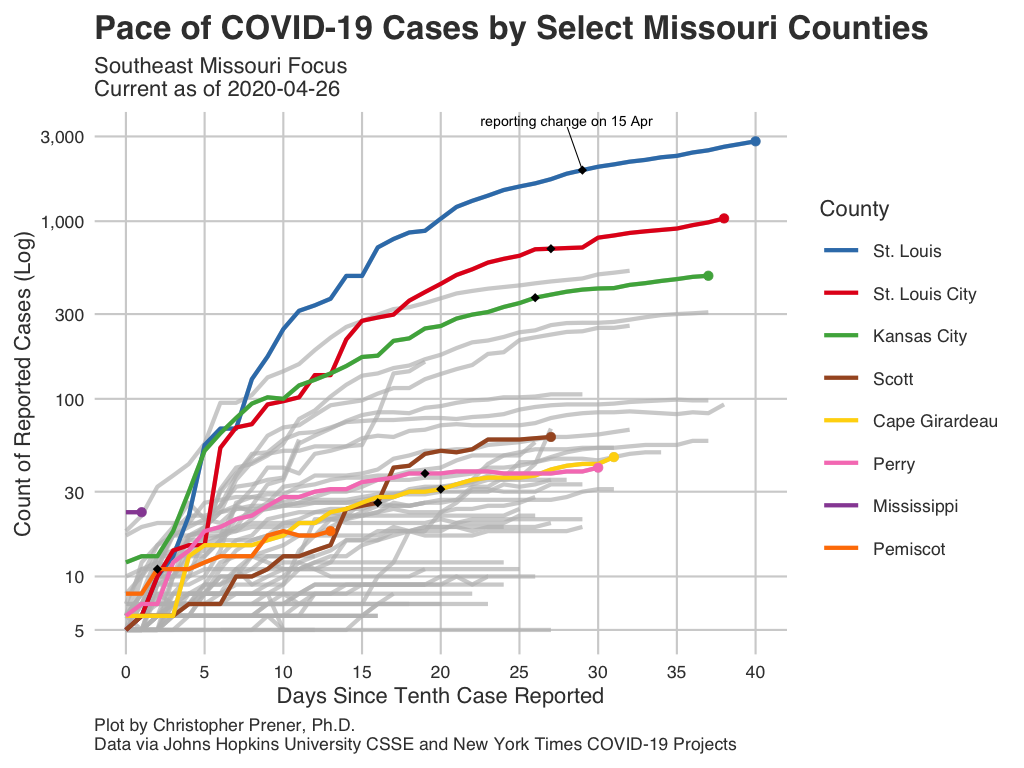 Pace of COVID-19 Cases by Select Missouri Counties
Southeast Missouri Focus
Current as of 2020-04-26
reporting change on 15 Apr
3,000
1,000
300
100
30
10
5
Count of Reported Cases (Log)
0 5 10 15 20 25 30 35 40
Days Since Tenth Case Reported
County
St. Louis
St. Louis City
Kansas City
Scott
Cape Girardeau
Perry
Mississippi
Pemiscot
Plot by Christopher Prener, Ph.D.
Data via Johns Hopkins University CSSE and New York Times COVID-19 Projects